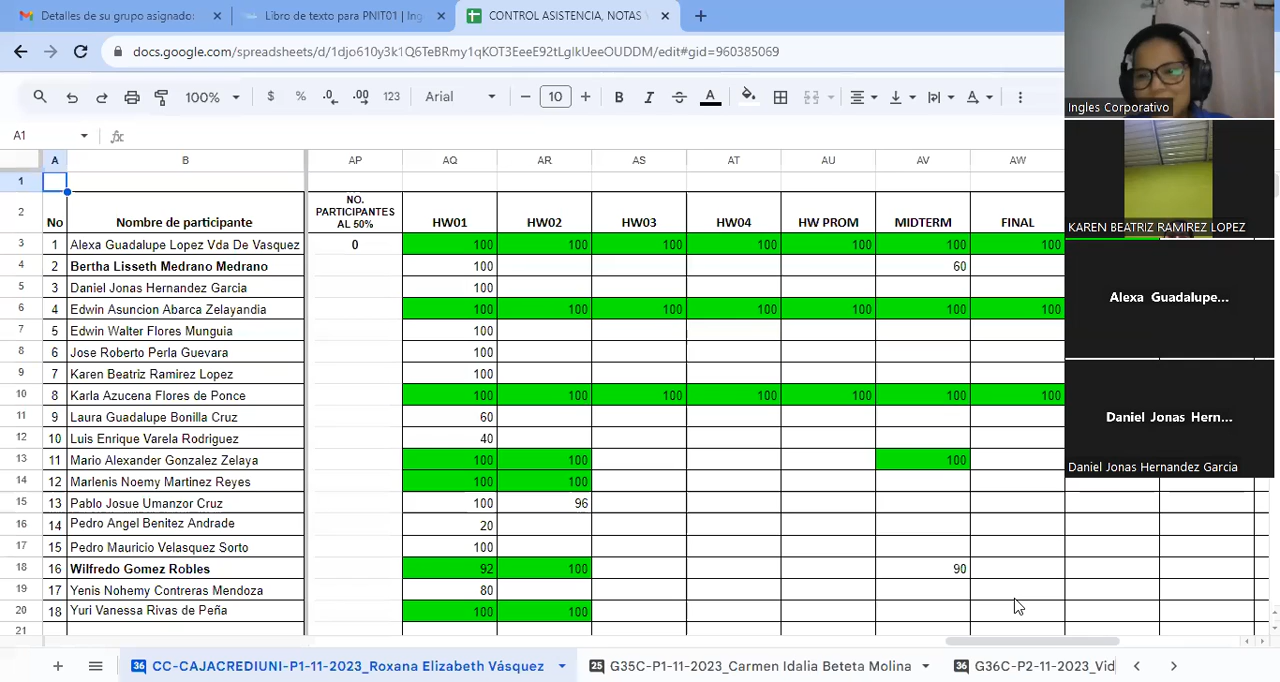 Detalles de su grupo asignado:
Libro de texto para PNIT01 | Ing
CONTROL ASISTENCIA, NOTAS
docs.google.com/spreadsheets/d/1djo610y3k1Q6TeBRmy1qKOT3EeeE92tLglkUeeOUDDM/edit#gid=960385069
100% $ % .0 .00 123 Arial 10 B I A
A1 fx
A B AP AQ AR AS AT AU AV AW
No Nombre de participante NO. PARTICIPANTES AL 50% HW01 HW02 HW03 HW04 HW PROM MIDTERM FINAL
1
2
3 1 Alexa Guadalupe Lopez Vda De Vasquez 0 100 100 100 100 100 100 100
4 2 Bertha Lisseth Medrano Medrano 100 60
5 3 Daniel Jonas Hernandez Garcia 100
6 4 Edwin Asuncion Abarca Zelayandia 100 100 100 100 100 100 100
7 5 Edwin Walter Flores Munguia 100
8 6 Jose Roberto Perla Guevara 100
9 7 Karen Beatriz Ramirez Lopez 100
10 8 Karla Azucena Flores de Ponce 100 100 100 100 100 100 100
11 9 Laura Guadalupe Bonilla Cruz 60
12 10 Luis Enrique Varela Rodriguez 40
13 11 Mario Alexander Gonzalez Zelaya 100 100 100
14 12 Marlenis Noemy Martinez Reyes 100 100
15 13 Pablo Josue Umanzor Cruz 100 96
16 14 Pedro Angel Benitez Andrade 20
17 15 Pedro Mauricio Velasquez Sorto 100
18 16 Wilfredo Gomez Robles 92 100 90
19 17 Yenis Nohemy Contreras Mendoza 80
20 18 Yuri Vanessa Rivas de Peña 100 100
21
36 CC-CAJACREDIUNI-P1-11-2023_Roxana Elizabeth Vásquez 25 G35C-P1-11-2023_Carmen Idalia Beteta Molina 36 G36C-P2-11-2023_Vid
Ingles Corporativo
KAREN BEATRIZ RAMIREZ LOPEZ
Alexa Guadalupe...
Daniel Jonas Hern...
Daniel Jonas Hernandez Garcia